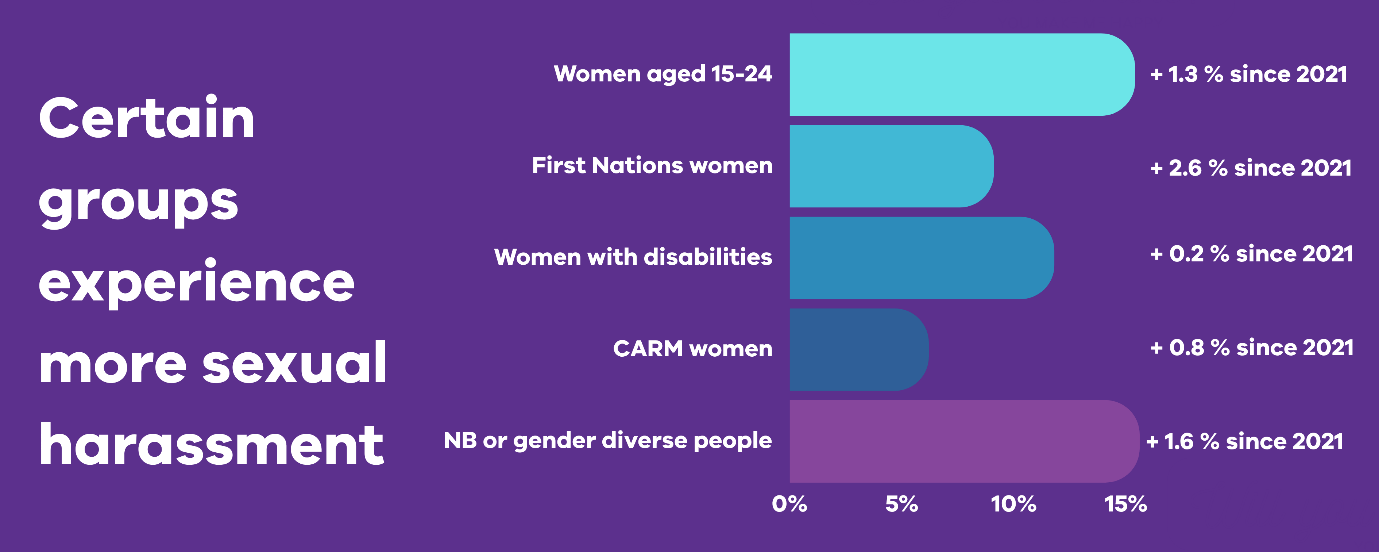 Certain
groups
experience
more sexual
harassment
Women aged 15-24
+ 1.3 % since 2021
First Nations women
+ 2.6 % since 2021
Women with disabilities
+ 0.2 % since 2021
CARM women
+ 0.8 % since 2021
NB or gender diverse people
+ 1.6 % since 2021
0% 5% 10% 15%